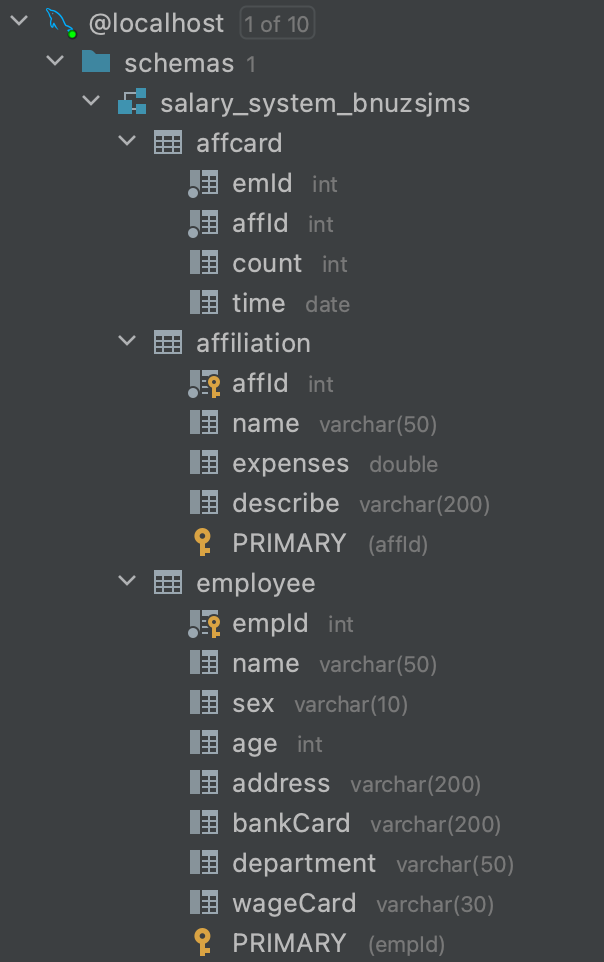 @localhost 1 of 10
schemas 1
salary_system_bnuzsjms
affcard
emId int
affId int
count int
time date
affiliation
affId int
name varchar(50)
expenses double
describe varchar(200)
PRIMARY (affId)
employee
empId int
name varchar(50)
sex varchar(10)
age int
address varchar(200)
bankCard varchar(200)
department varchar(50)
wageCard varchar(30)
PRIMARY (empId)